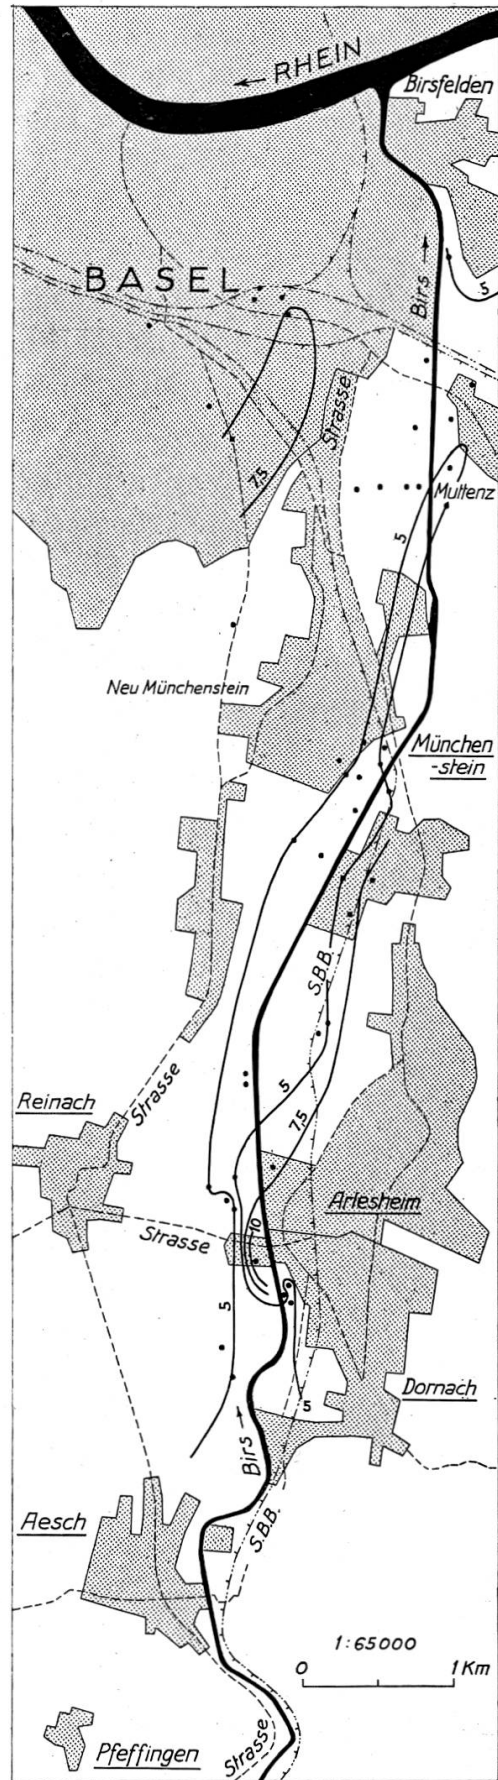 ← RHEIN
Birsfelden
BASEL
Birs →
5
Strasse
7,5
Muttenz
5
Neu Münchenstein
München
-stein
S.B.B.
5
7,5
Reinach
Strasse
Arlesheim
10
Strasse
5
5
Dornach
Birs →
Aesch
S.B.B.
1:65000
0 1 Km
Pfeffingen
Strasse